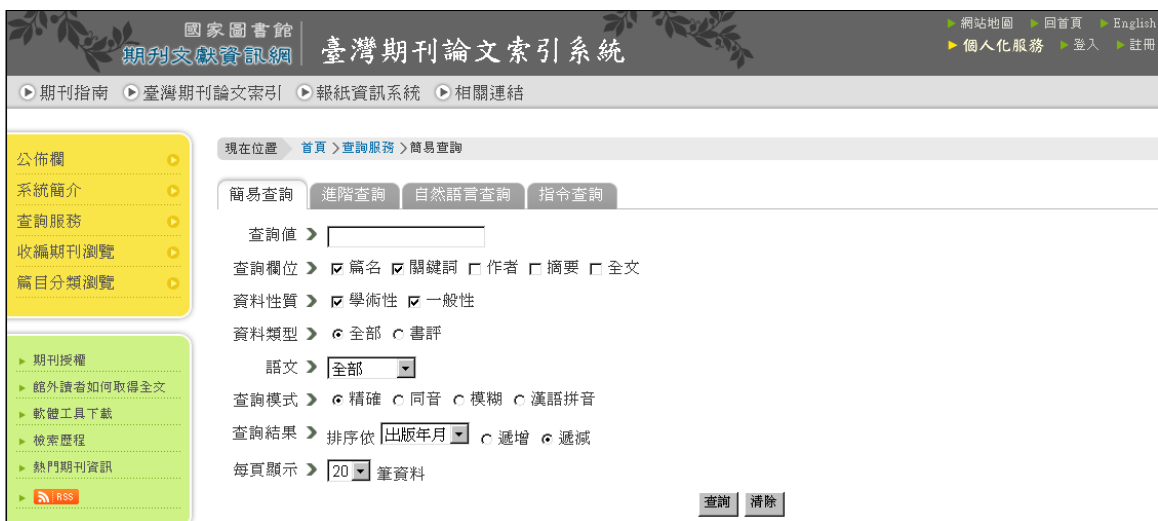 國家圖書館
期刊文獻資訊網
臺灣期刊論文索引系統
網站地圖 回首頁 English
個人化服務 登入 註冊
期刊指南 臺灣期刊論文索引 報紙資訊系統 相關連結
公佈欄
系統簡介
查詢服務
收編期刊瀏覽
篇目分類瀏覽
期刊授權
館外讀者如何取得全文
軟體工具下載
檢索歷程
熱門期刊資訊
RSS
現在位置 首頁 >查詢服務 >簡易查詢
簡易查詢 進階查詢 自然語言查詢 指令查詢
查詢值
查詢欄位 篇名 關鍵詞 作者 摘要 全文
資料性質 學術性 一般性
資料類型 全部 書評
語文 全部
查詢模式 精確 同音 模糊 漢語拼音
查詢結果 排序依 出版年月 遞增 遞減
每頁顯示 20 筆資料
查詢 清除